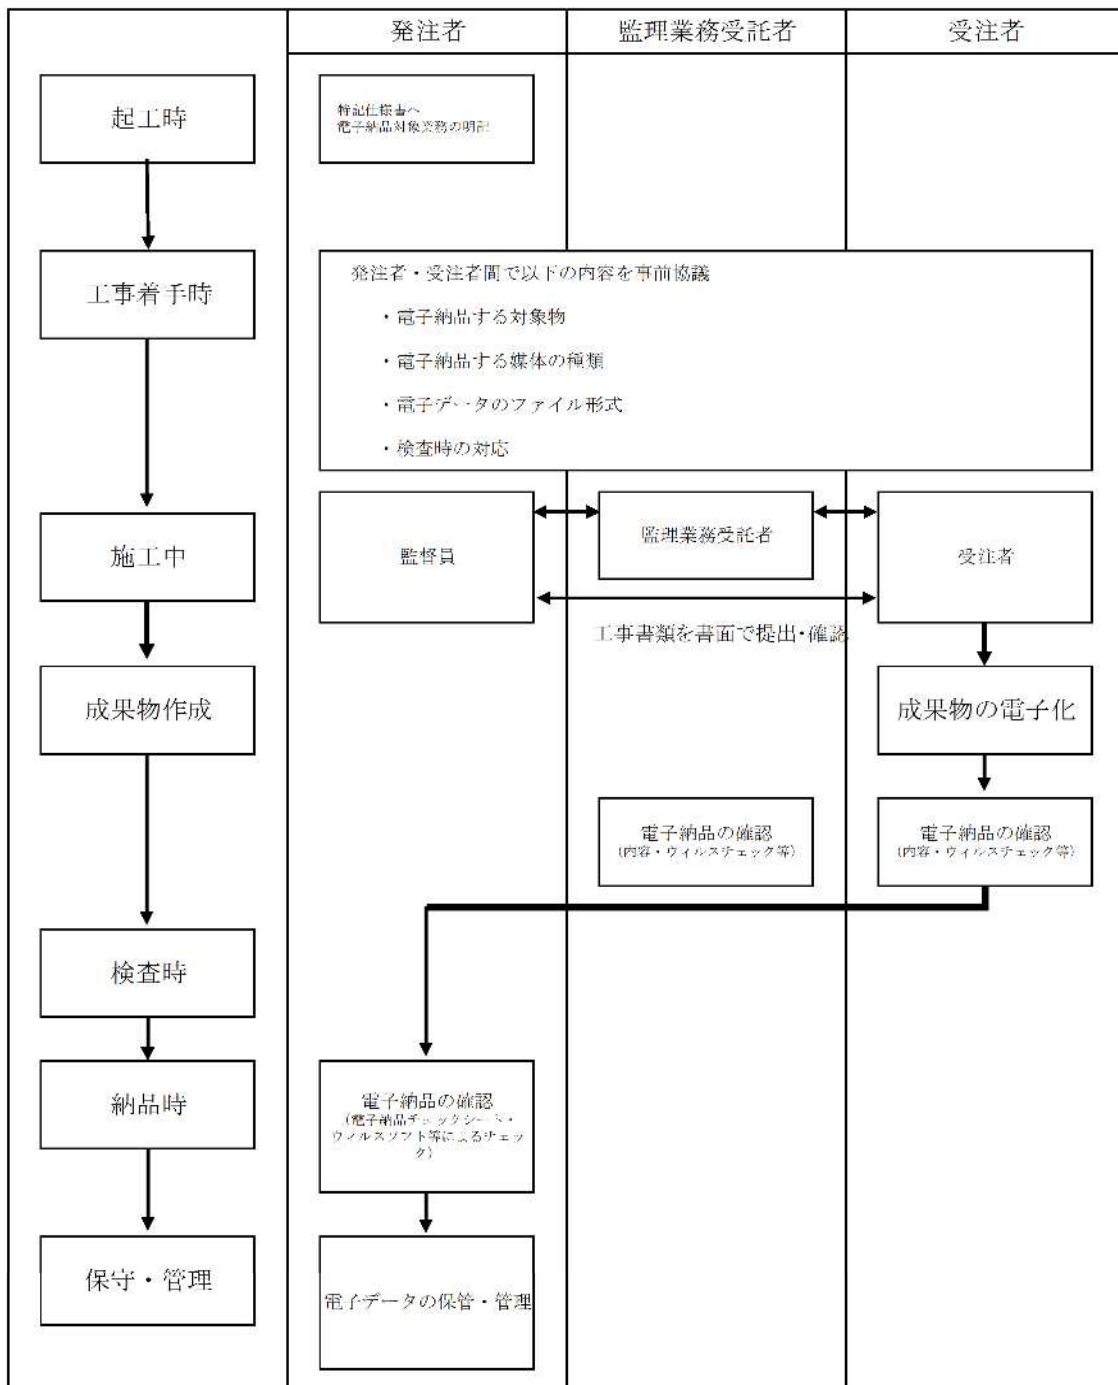 発注者
監理業務受託者
受注者
起工時
特記仕様書へ
電子納品対象業務の明記
工事着手時
発注者・受注者間で以下の内容を事前協議
・電子納品する対象物
・電子納品する媒体の種類
・電子データのファイル形式
・検査時の対応
施工中
監督員
監理業務受託者
受注者
工事書類を書面で提出・確認
成果物作成
成果物の電子化
電子納品の確認
(内容・ウィルスチェック等)
電子納品の確認
(内容・ウィルスチェック等)
検査時
納品時
電子納品の確認
(電子納品チェックシート・
ウィルスソフト等によるチェッ
ク)
保守・管理
電子データの保管・管理